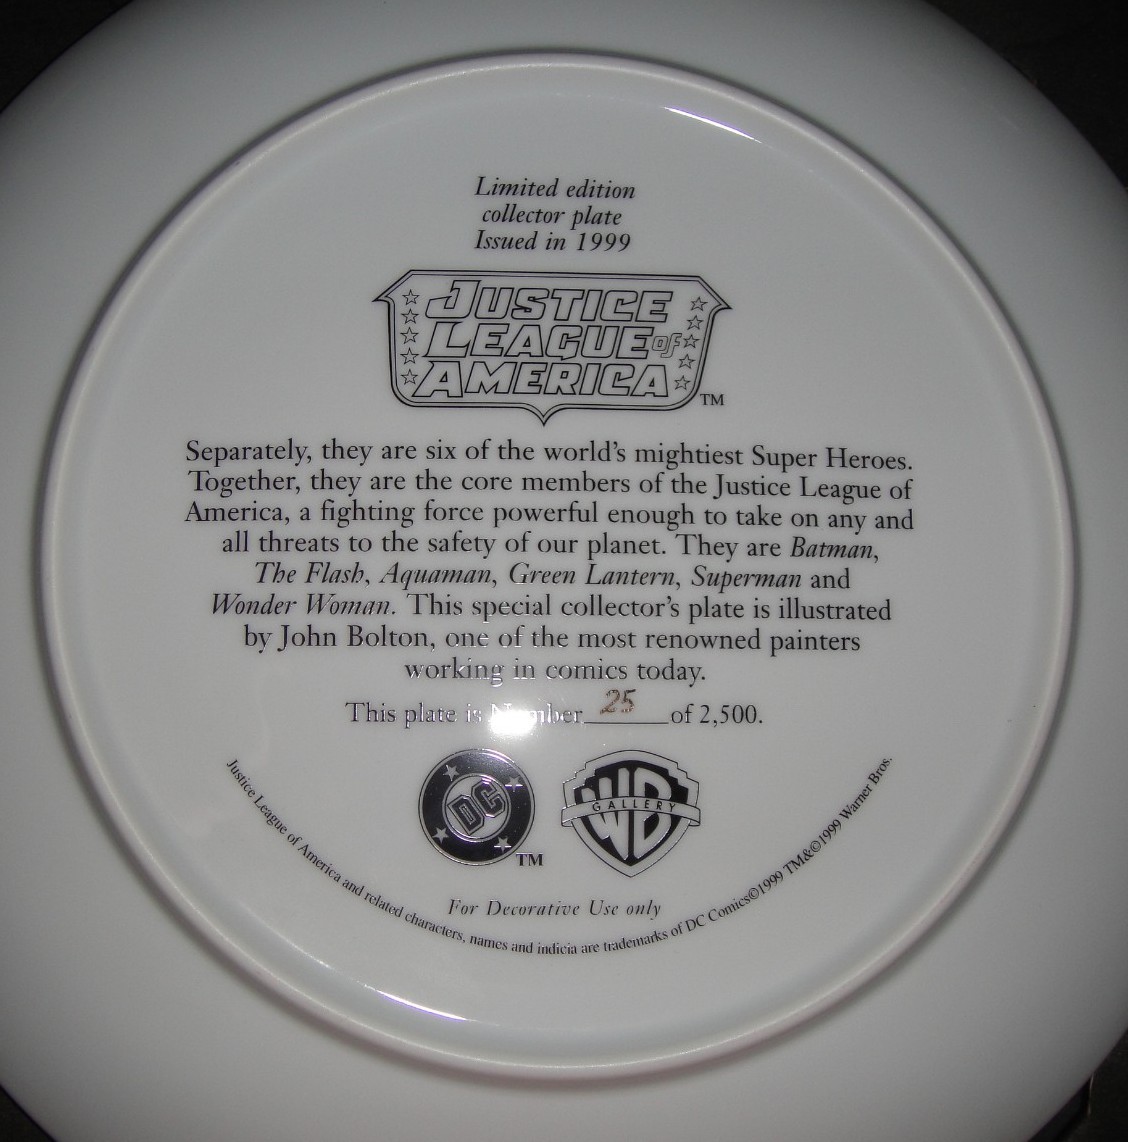 Limited edition
collector plate
Issued in 1999
JUSTICE
LEAGUE of
AMERICA
TM
Separately, they are six of the world's mightiest Super Heroes.
Together, they are the core members of the Justice League of
America, a fighting force powerful enough to take on any and
all threats to the safety of our planet. They are Batman,
The Flash, Aquaman, Green Lantern, Superman and
Wonder Woman. This special collector's plate is illustrated
by John Bolton, one of the most renowned painters
working in comics today.
This plate is Number 25 of 2,500.
DC
TM
WB
GALLERY
For Decorative Use only
Justice League of America and related characters, names and indicia are trademarks of DC Comics©1999 TM&©1999 Warner Bros.